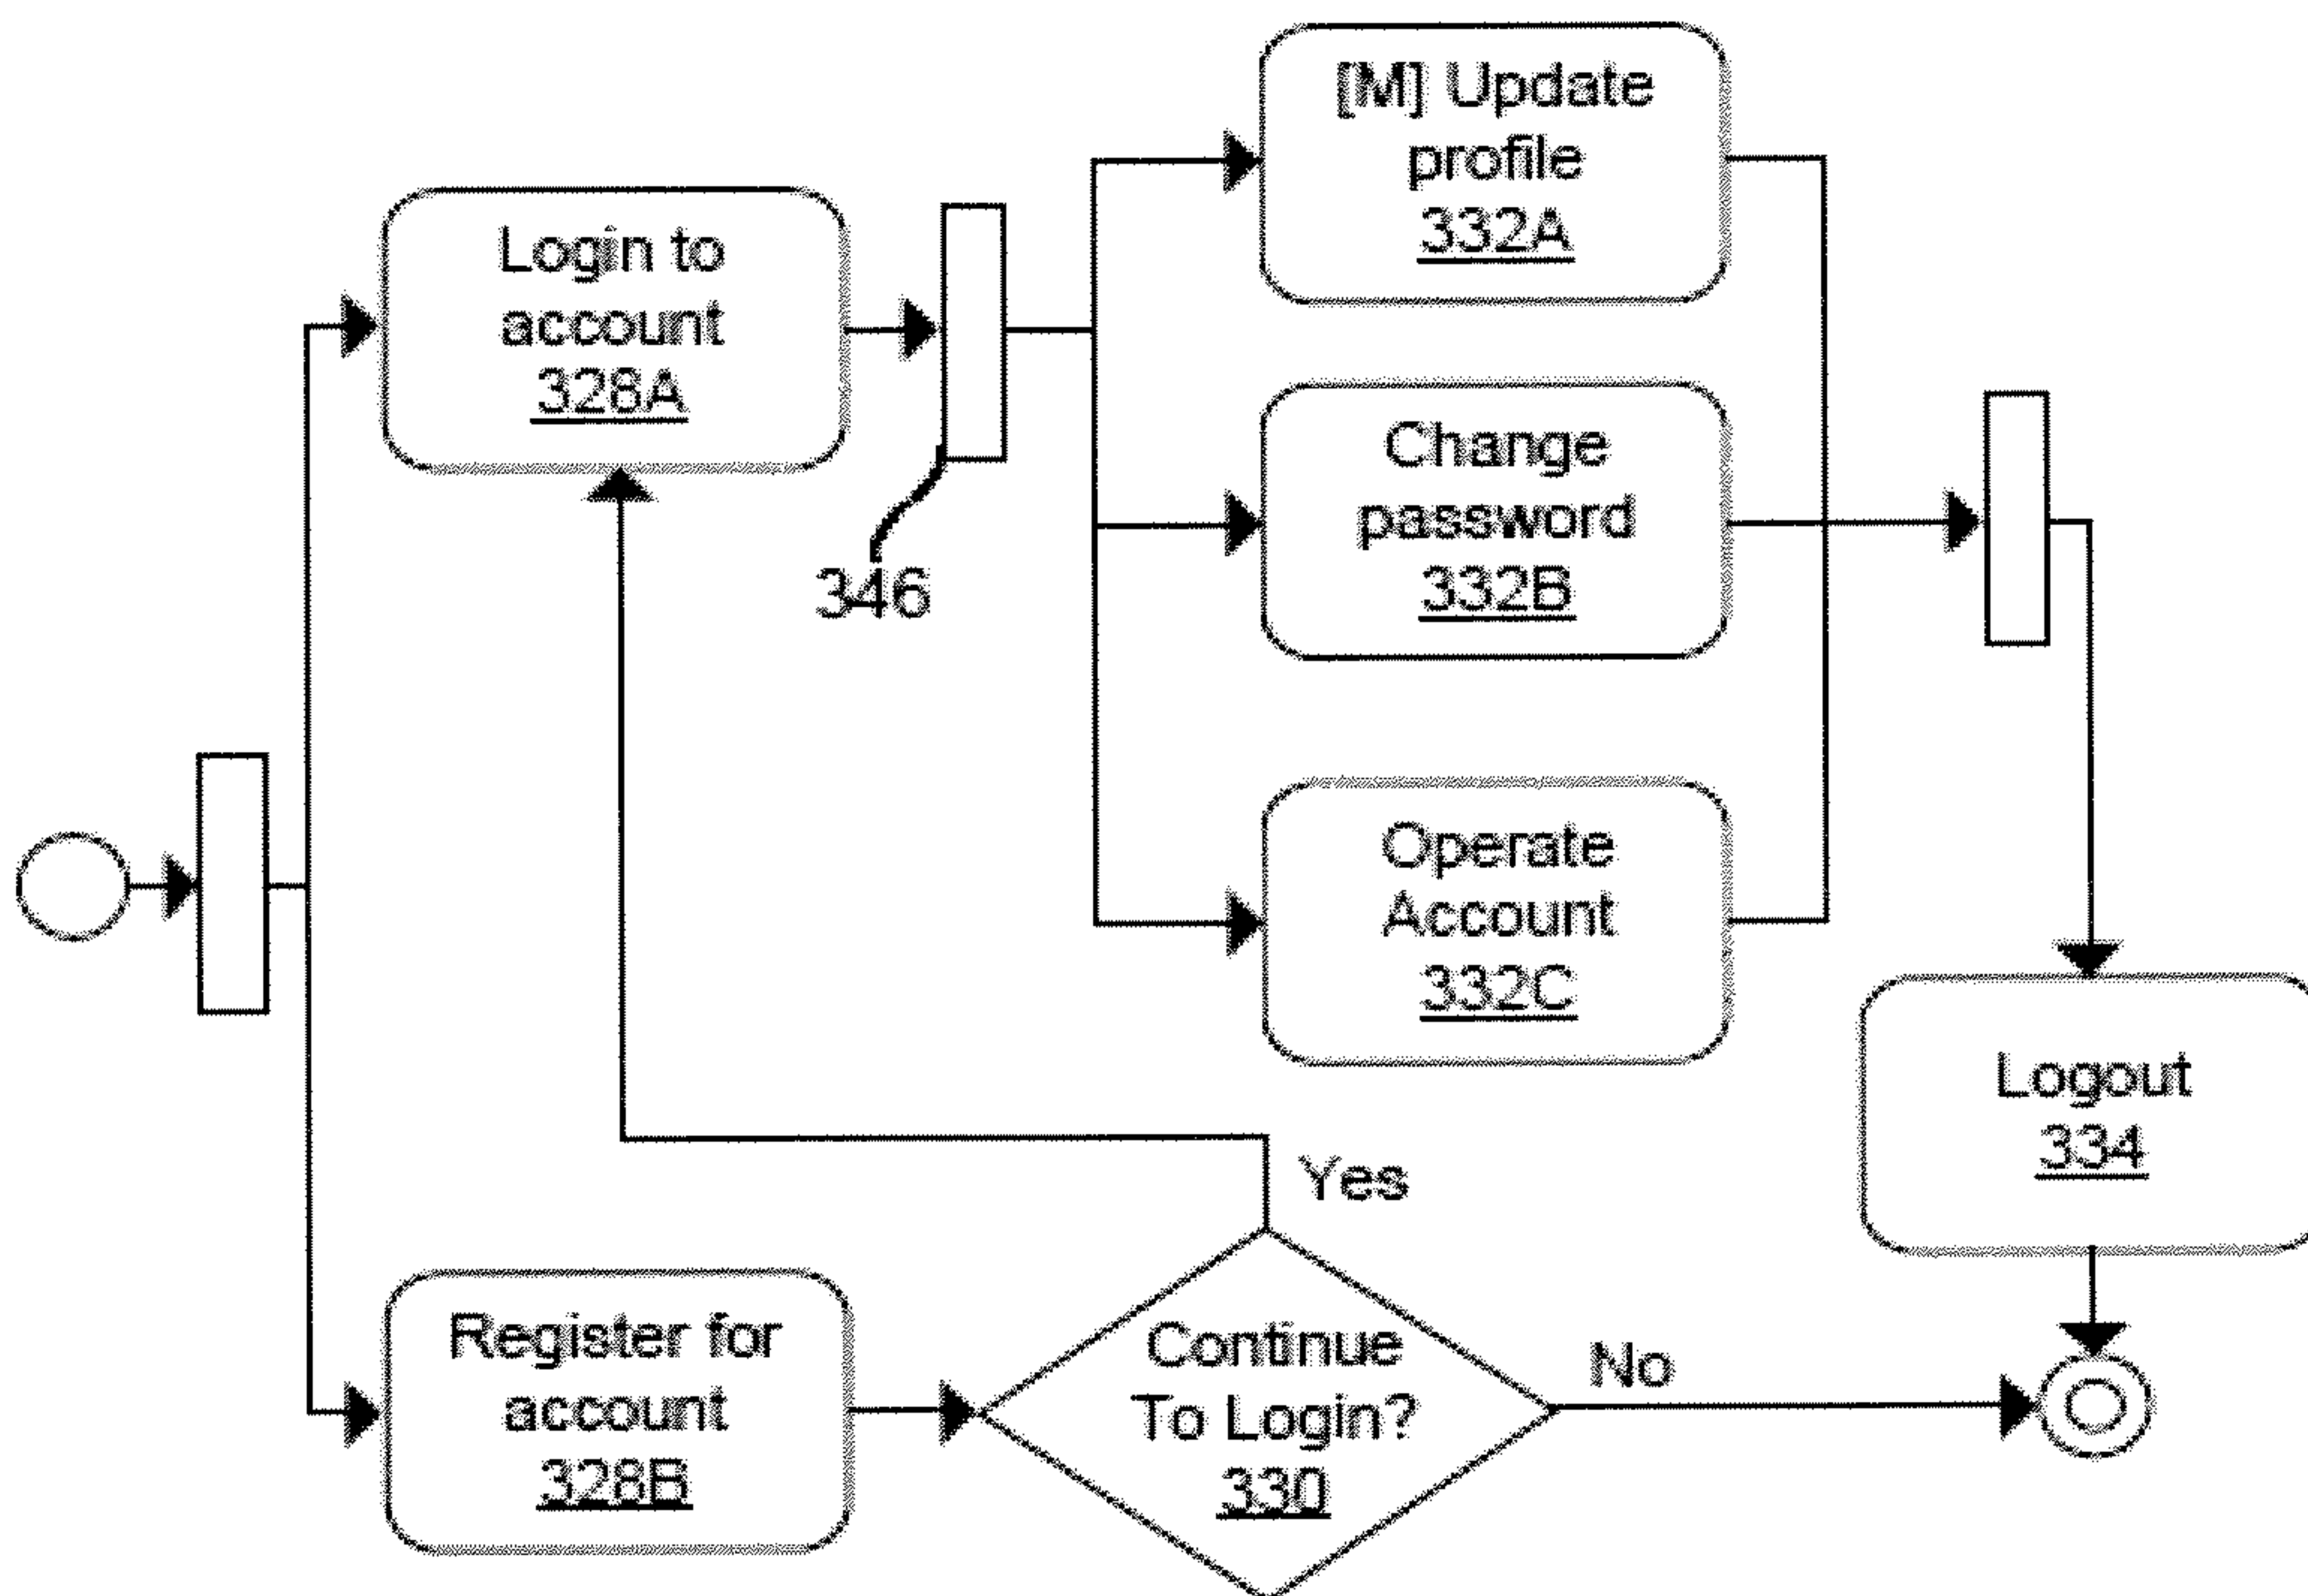 [M] Update
profile
332A
Login to
account
328A
346
Change
password
332B
Operate
Account
332C
Logout
334
Yes
Register for
account
328B
Continue
To Login?
330
No